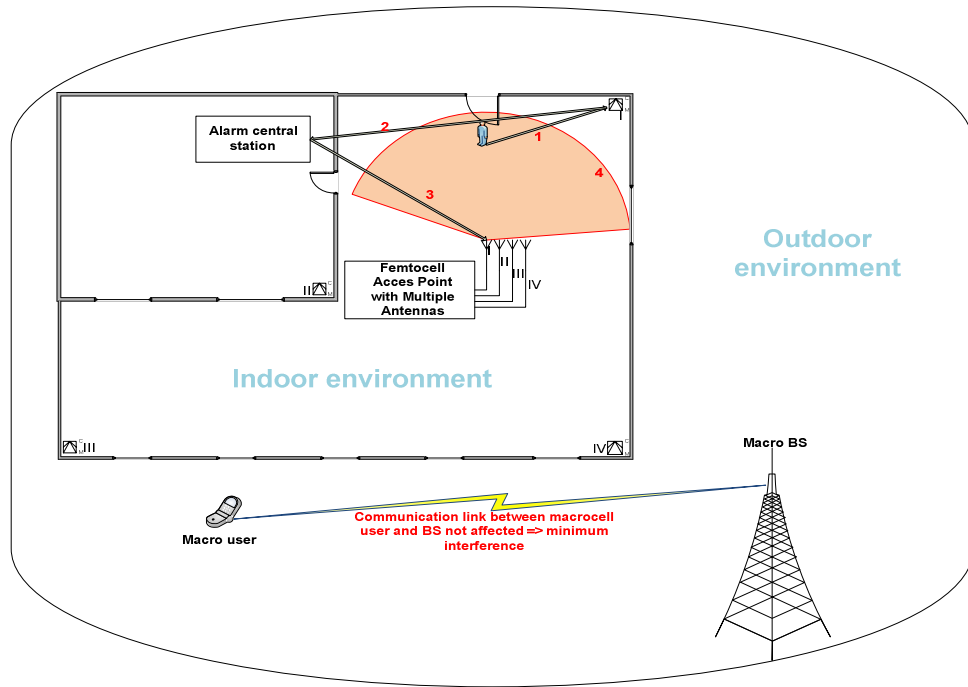 Alarm central
station
2
1
I
C
M
4
3
I
II
III
IV
Femtocell
Acces Point
with Multiple
Antennas
Outdoor
environment
II
C
M
Indoor environment
III
C
M
IV
C
M
Macro BS
Macro user
Communication link between macrocell
user and BS not affected => minimum
interference